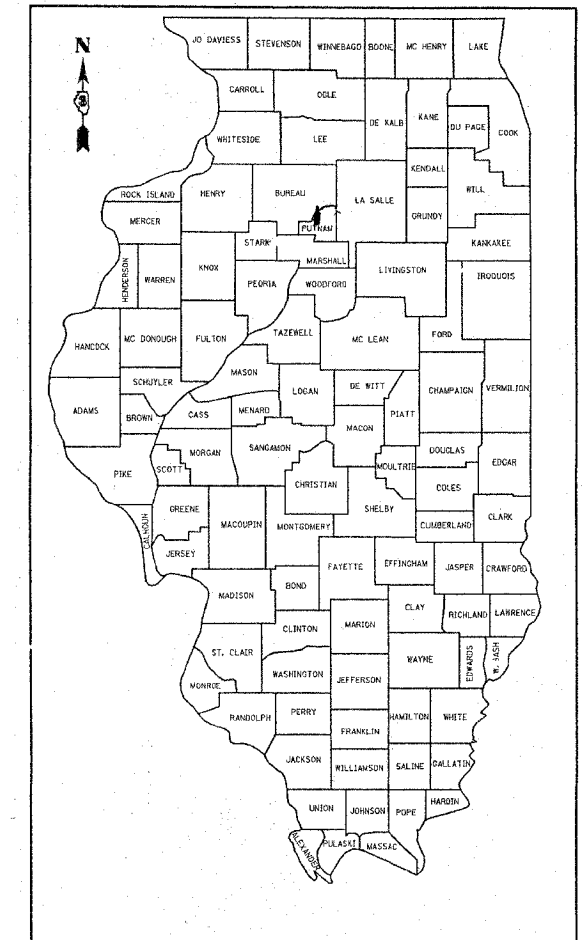 N
3
JO DAVIESS STEVENSON WINNEBAGO BOONE MC HENRY LAKE
CARROLL OGLE DE KALB KANE DU PAGE COOK
WHITESIDE LEE
KENDALL WILL
ROCK ISLAND HENRY BUREAU LA SALLE GRUNDY
MERCER PUTNAM
STARK KANKAKEE
HENDERSON WARREN KNOX MARSHALL LIVINGSTON IROQUOIS
PEORIA WOODFORD
HANCOCK MC DONOUGH FULTON TAZEWELL MC LEAN FORD
MASON
SCHUYLER LOGAN DE WITT CHAMPAIGN VERMILION
ADAMS BROWN CASS MENARD MACON PIATT
PIKE SCOTT MORGAN SANGAMON MOULTRIE DOUGLAS EDGAR
CHRISTIAN COLES
CALHOUN GREENE MACOUPIN MONTGOMERY SHELBY CUMBERLAND CLARK
JERSEY FAYETTE EFFINGHAM JASPER CRAWFORD
MADISON BOND
CLAY RICHLAND LAWRENCE
ST. CLAIR CLINTON MARION
WASHINGTON JEFFERSON WAYNE EDWARDS W.BASH
MONROE
RANDOLPH PERRY FRANKLIN HAMILTON WHITE
JACKSON WILLIAMSON SALINE GALLATIN
UNION JOHNSON POPE HARDIN
ALEXANDER PULASKI MASSAC